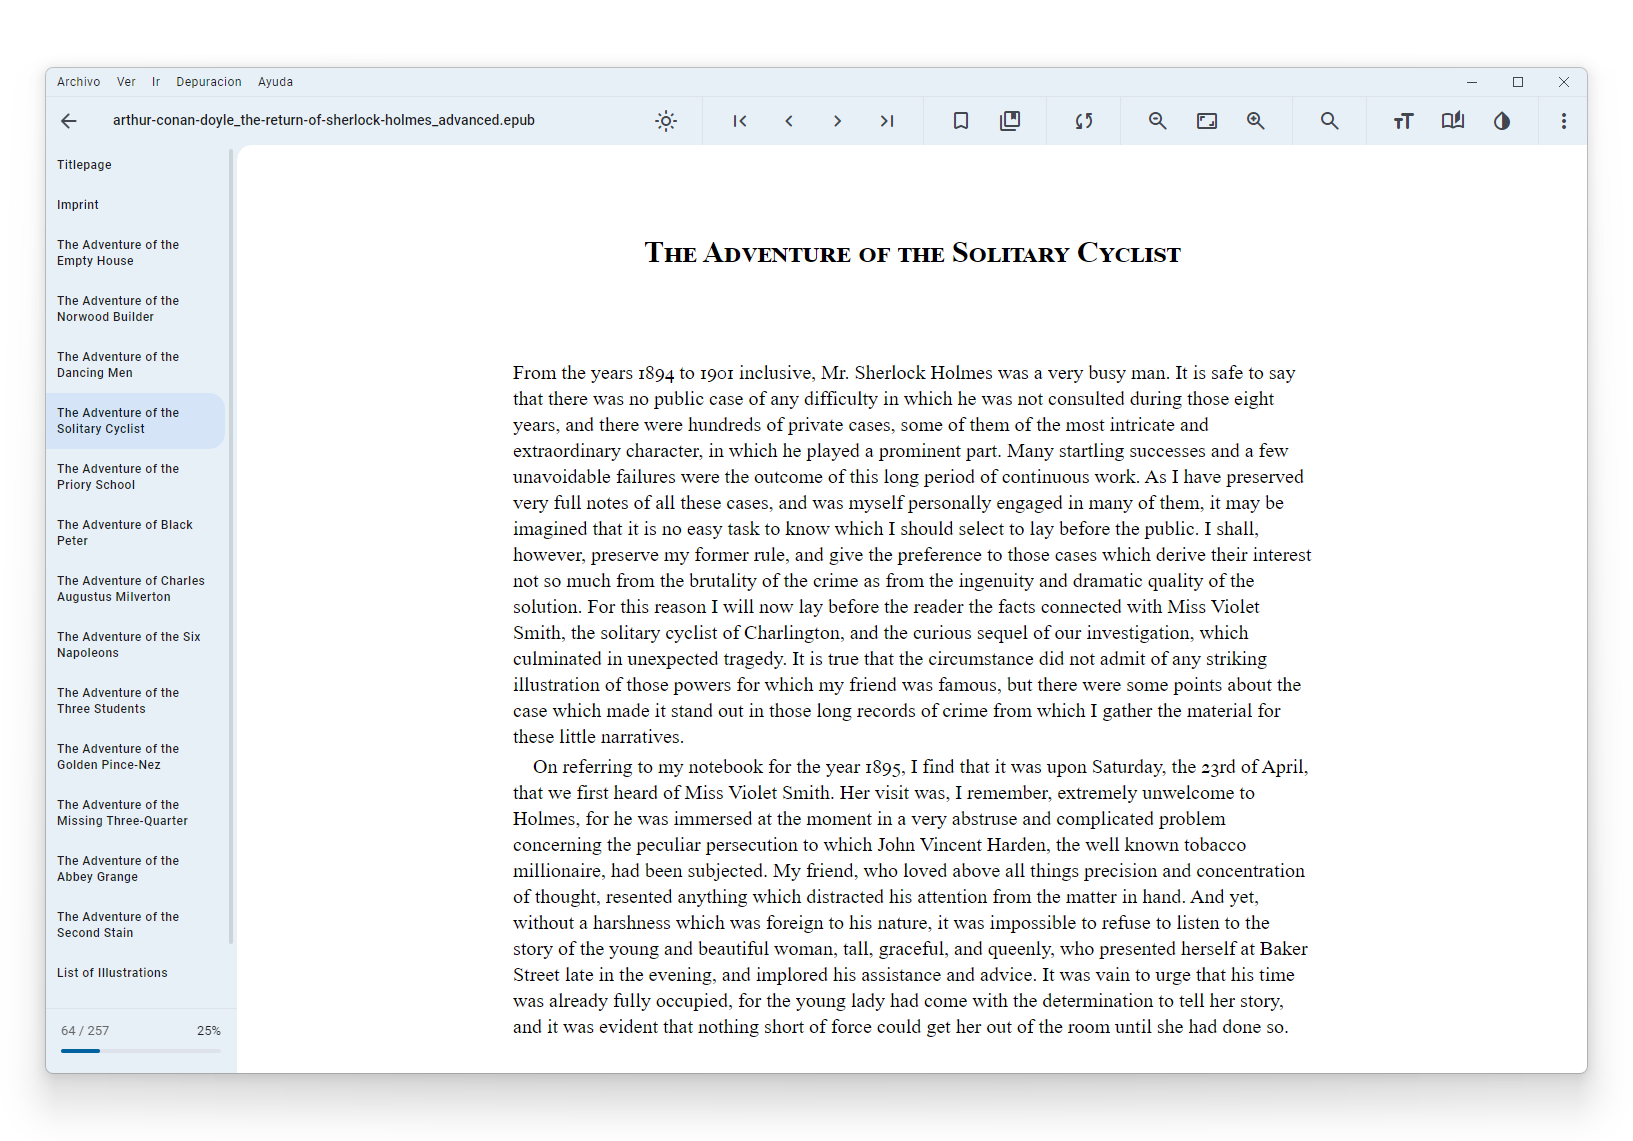 Archivo Ver Ir Depuracion Ayuda
arthur-conan-doyle_the-return-of-sherlock-holmes_advanced.epub
Titlepage
Imprint
The Adventure of the
Empty House
The Adventure of the
Norwood Builder
The Adventure of the
Dancing Men
The Adventure of the
Solitary Cyclist
The Adventure of the
Priory School
The Adventure of Black
Peter
The Adventure of Charles
Augustus Milverton
The Adventure of the Six
Napoleons
The Adventure of the
Three Students
The Adventure of the
Golden Pince-Nez
The Adventure of the
Missing Three-Quarter
The Adventure of the
Abbey Grange
The Adventure of the
Second Stain
List of Illustrations
64 / 257 25%
The Adventure of the Solitary Cyclist
From the years 1894 to 1901 inclusive, Mr. Sherlock Holmes was a very busy man. It is safe to say
that there was no public case of any difficulty in which he was not consulted during those eight
years, and there were hundreds of private cases, some of them of the most intricate and
extraordinary character, in which he played a prominent part. Many startling successes and a few
unavoidable failures were the outcome of this long period of continuous work. As I have preserved
very full notes of all these cases, and was myself personally engaged in many of them, it may be
imagined that it is no easy task to know which I should select to lay before the public. I shall,
however, preserve my former rule, and give the preference to those cases which derive their interest
not so much from the brutality of the crime as from the ingenuity and dramatic quality of the
solution. For this reason I will now lay before the reader the facts connected with Miss Violet
Smith, the solitary cyclist of Charlington, and the curious sequel of our investigation, which
culminated in unexpected tragedy. It is true that the circumstance did not admit of any striking
illustration of those powers for which my friend was famous, but there were some points about the
case which made it stand out in those long records of crime from which I gather the material for
these little narratives.
On referring to my notebook for the year 1895, I find that it was upon Saturday, the 23rd of April,
that we first heard of Miss Violet Smith. Her visit was, I remember, extremely unwelcome to
Holmes, for he was immersed at the moment in a very abstruse and complicated problem
concerning the peculiar persecution to which John Vincent Harden, the well known tobacco
millionaire, had been subjected. My friend, who loved above all things precision and concentration
of thought, resented anything which distracted his attention from the matter in hand. And yet,
without a harshness which was foreign to his nature, it was impossible to refuse to listen to the
story of the young and beautiful woman, tall, graceful, and queenly, who presented herself at Baker
Street late in the evening, and implored his assistance and advice. It was vain to urge that his time
was already fully occupied, for the young lady had come with the determination to tell her story,
and it was evident that nothing short of force could get her out of the room until she had done so.